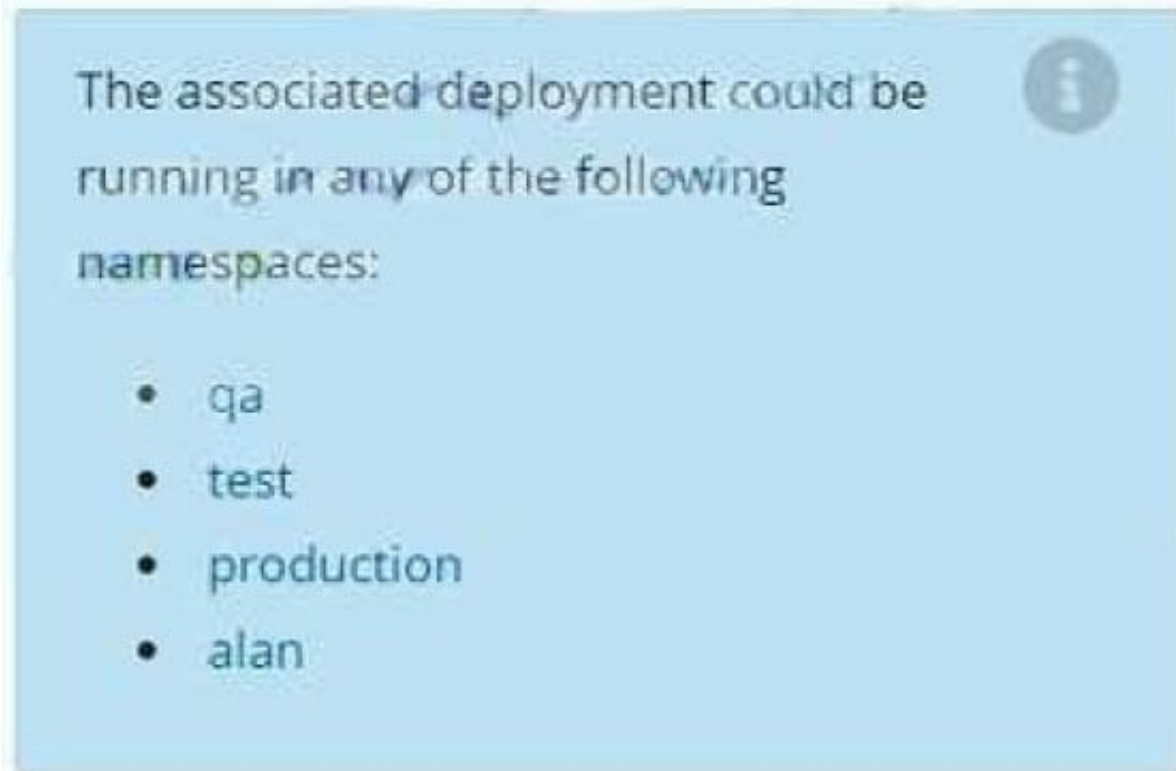 The associated deployment could be
running in any of the following
namespaces:
• qa
• test
• production
• alan